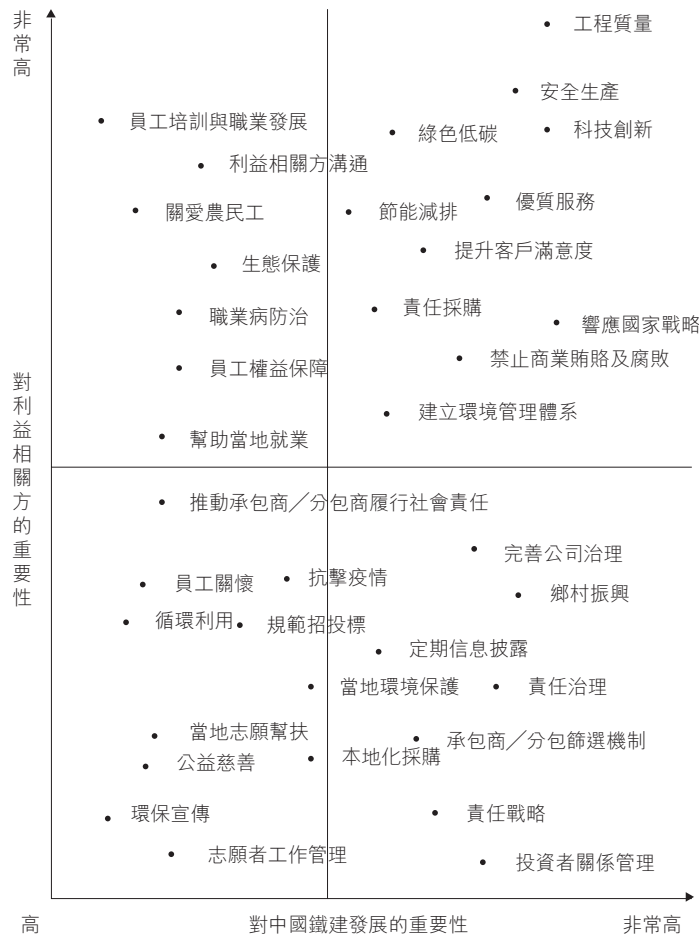 非常高
工程質量
安全生產
員工培訓與職業發展
綠色低碳
科技創新
利益相關方溝通
優質服務
關愛農民工
節能減排
提升客戶滿意度
生態保護
責任採購
職業病防治
響應國家戰略
禁止商業賄賂及腐敗
員工權益保障
建立環境管理體系
幫助當地就業
對利益相關方的重要性
推動承包商／分包商履行社會責任
完善公司治理
抗擊疫情
員工關懷
鄉村振興
循環利用
規範招投標
定期信息披露
當地環境保護
責任治理
當地志願幫扶
承包商／分包篩選機制
本地化採購
公益慈善
環保宣傳
責任戰略
志願者工作管理
投資者關係管理
高
對中國鐵建發展的重要性
非常高